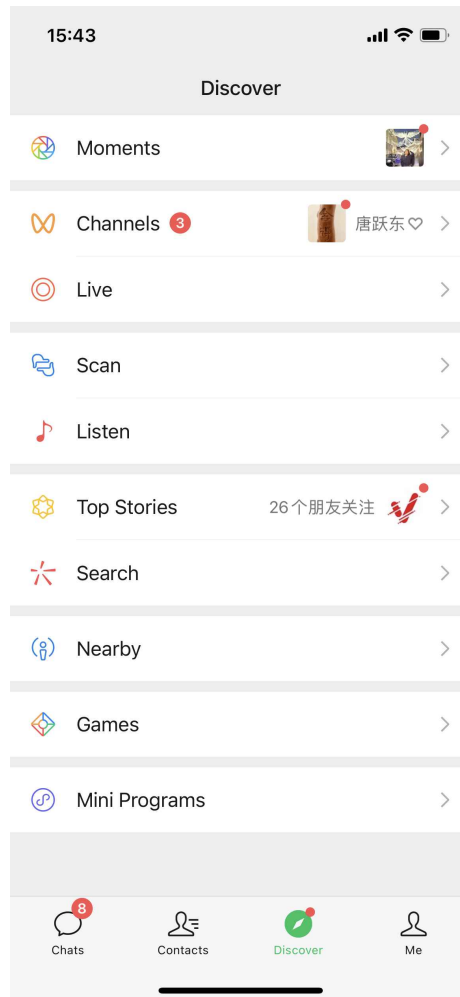 15:43
Discover
Moments
Channels 3 唐跃东♡
Live
Scan
Listen
Top Stories 26个朋友关注
Search
Nearby
Games
Mini Programs
8
Chats Contacts Discover Me